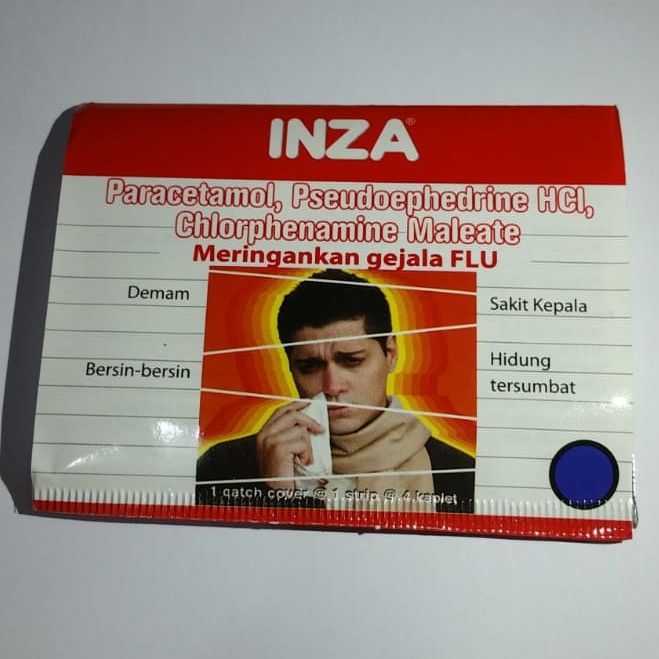 INZA®
Paracetamol, Pseudoephedrine HCl,
Chlorphenamine Maleate
Meringankan gejala FLU
Demam
Sakit Kepala
Bersin-bersin
Hidung
tersumbat
1 qatch cover @ 1 strip @ 4 kaplet